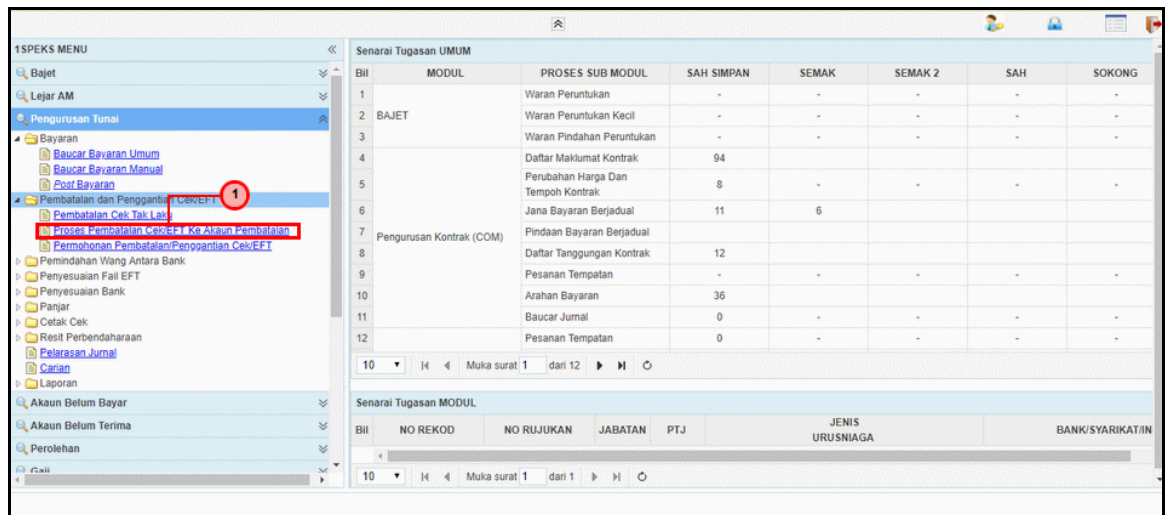 1SPEKS MENU
Bajet
Lejar AM
Pengurusan Tunai
Bayaran
Baucar Bayaran Umum
Baucar Bayaran Manual
Post Bayaran
Pembatalan dan Penggantian Cek/EFT
1
Pembatalan Cek Tak Laku
Proses Pembatalan Cek/EFT Ke Akaun Pembatalan
Permohonan Pembatalan/Penggantian Cek/EFT
Pemindahan Wang Antara Bank
Penyesuaian Fail EFT
Penyesuaian Bank
Panjar
Cetak Cek
Resit Perbendaharaan
Pelarasan Jurnal
Carian
Laporan
Akaun Belum Bayar
Akaun Belum Terima
Perolehan
Gaji
Senarai Tugasan UMUM
Bil MODUL PROSES SUB MODUL SAH SIMPAN SEMAK SEMAK 2 SAH SOKONG
1 Waran Peruntukan - - - - -
2 BAJET Waran Peruntukan Kecil - - - - -
3 Waran Pindahan Peruntukan - - - - -
4 Daftar Maklumat Kontrak 94
Perubahan Harga Dan
5 Tempoh Kontrak 8 - - - -
6 Jana Bayaran Berjadual 11 6
7 Pengurusan Kontrak (COM) Pindaan Bayaran Berjadual
8 Daftar Tanggungan Kontrak 12
9 Pesanan Tempatan - - - - -
10 Arahan Bayaran 36
11 Baucar Jurnal 0 - - - -
12 Pesanan Tempatan 0 - - - -
10 Muka surat 1 dari 12
Senarai Tugasan MODUL
Bil NO REKOD NO RUJUKAN JABATAN PTJ JENIS
URUSNIAGA BANK/SYARIKAT/IN
10 Muka surat 1 dari 1